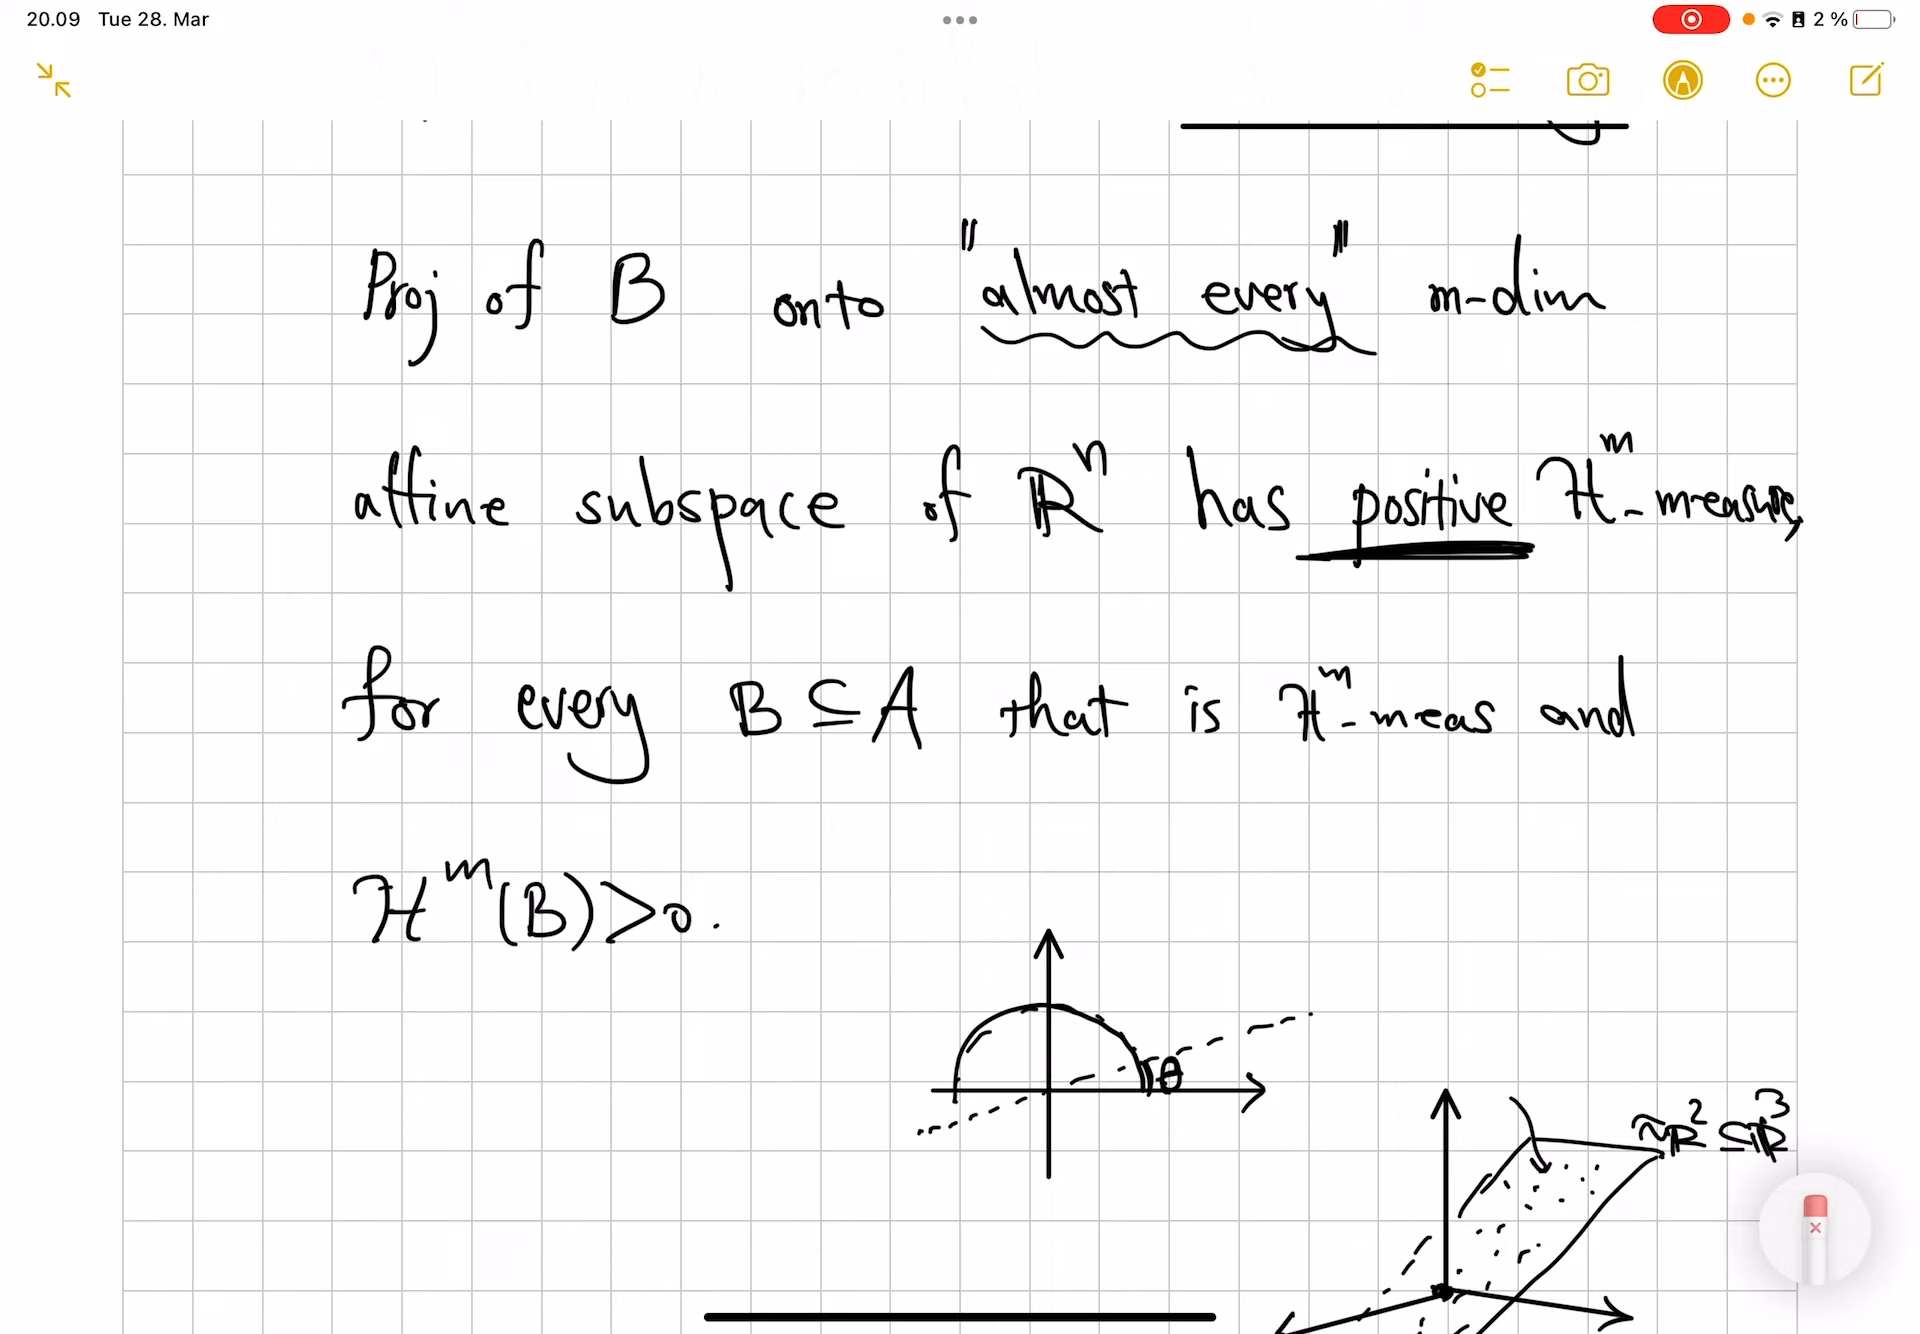 20.09 Tue 28. Mar
2 %
Proj of B onto "almost every" m-dim
affine subspace of ℝⁿ has positive ℋᵐ-measure,
for every B ⊆ A that is ℋᵐ-meas and
ℋᵐ(B)>0.
θ
≈ℝ² ⊆ℝ³